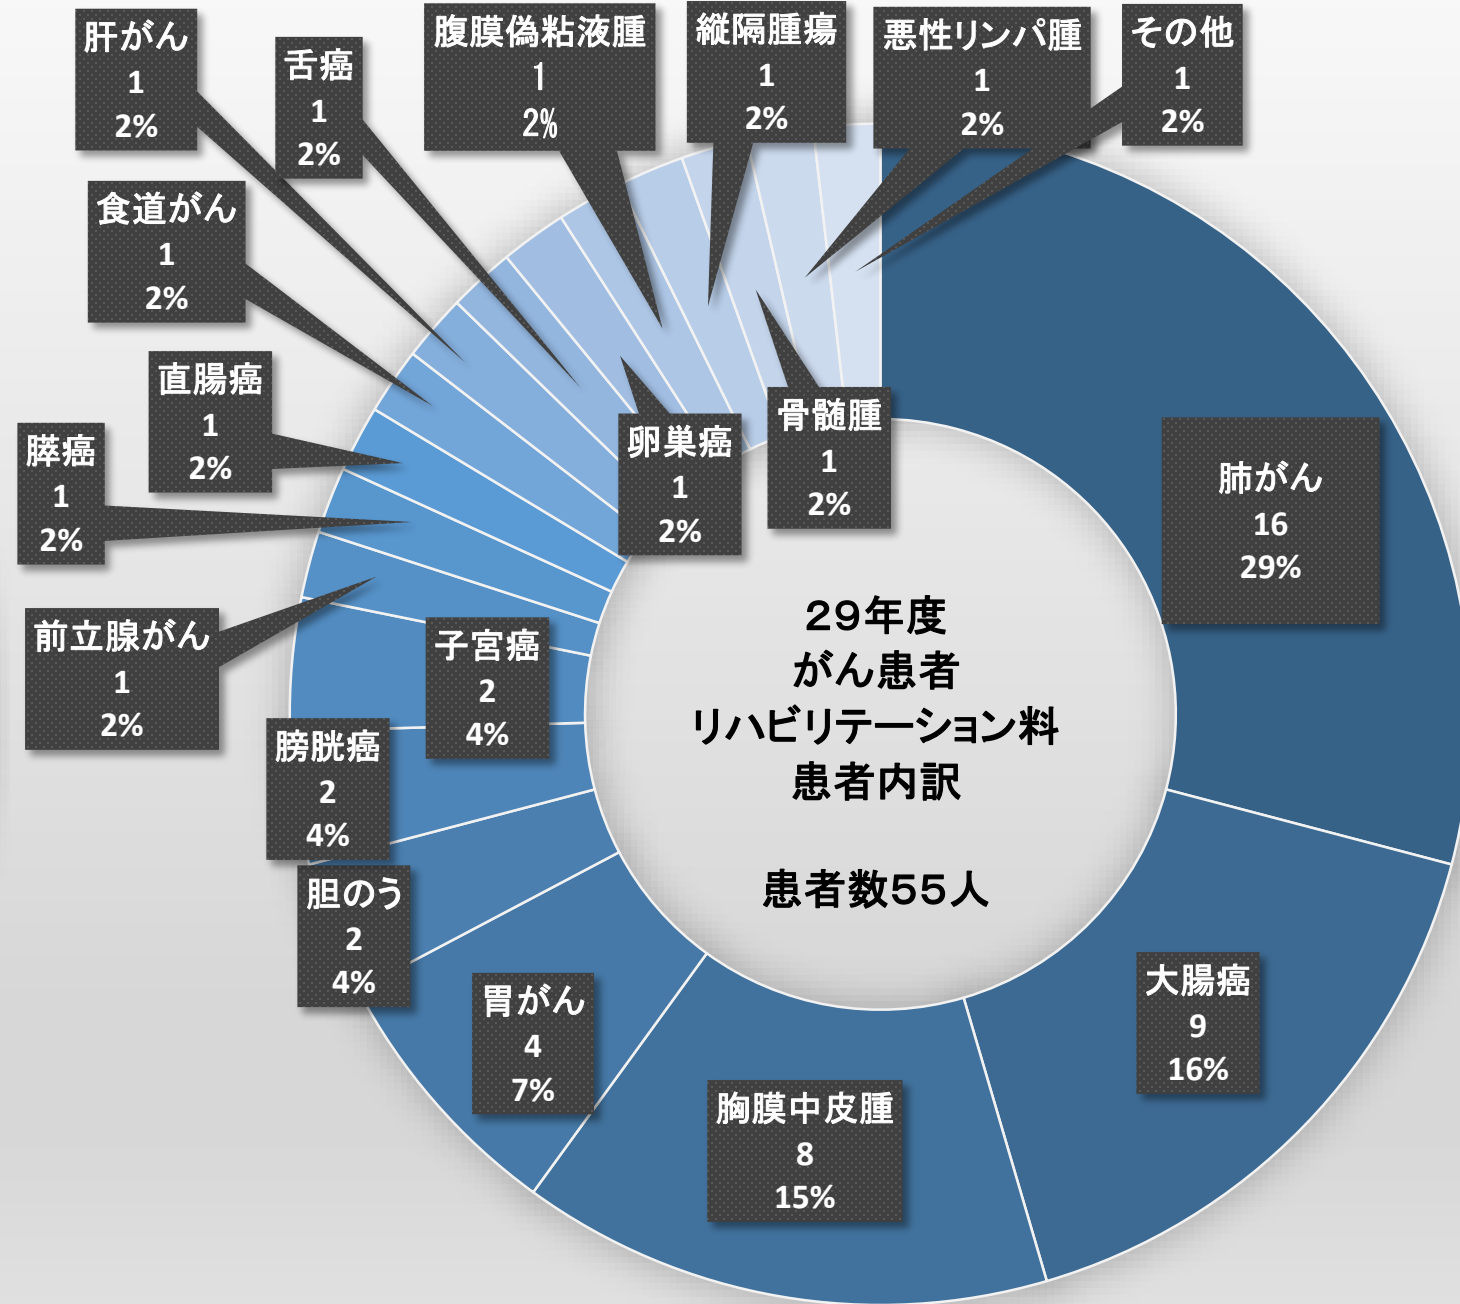 肝がん
1
2%
舌癌
1
2%
腹膜偽粘液腫
1
2%
縦隔腫瘍
1
2%
悪性リンパ腫
1
2%
その他
1
2%
食道がん
1
2%
直腸癌
1
2%
膵癌
1
2%
前立腺がん
1
2%
卵巣癌
1
2%
骨髄腫
1
2%
肺がん
16
29%
子宮癌
2
4%
膀胱癌
2
4%
胆のう
2
4%
胃がん
4
7%
胸膜中皮腫
8
15%
大腸癌
9
16%
２９年度
がん患者
リハビリテーション料
患者内訳
患者数５５人